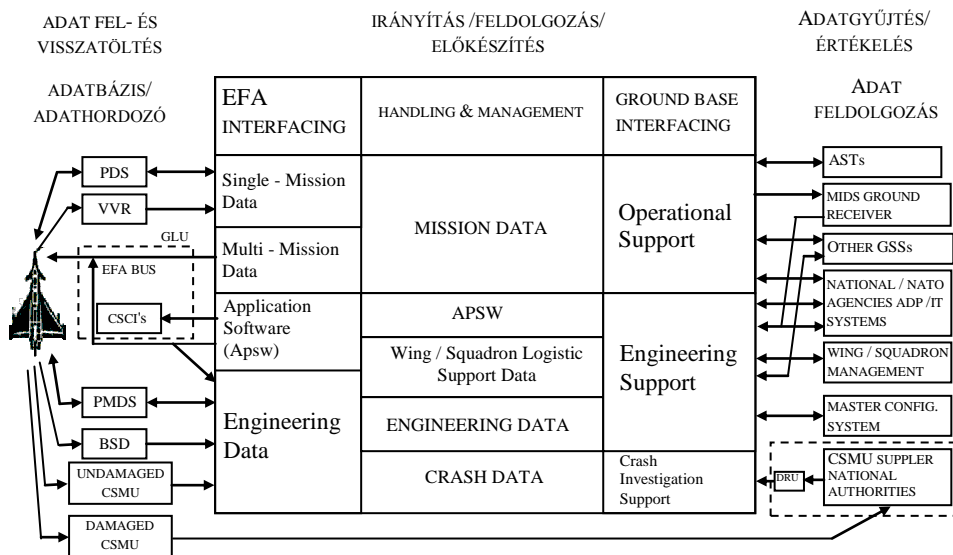 ADAT FEL- ÉS
VISSZATÖLTÉS
ADATBÁZIS/
ADATHORDOZÓ
IRÁNYÍTÁS /FELDOLGOZÁS/
ELŐKÉSZÍTÉS
ADATGYŰJTÉS/
ÉRTÉKELÉS
ADAT
FELDOLGOZÁS
EFA
INTERFACING
HANDLING & MANAGEMENT
GROUND BASE
INTERFACING
PDS
VVR
GLU
EFA BUS
CSCI's
PMDS
BSD
UNDAMAGED
CSMU
DAMAGED
CSMU
Single - Mission
Data
Multi - Mission
Data
Application
Software
(Apsw)
Engineering
Data
MISSION DATA
APSW
Wing / Squadron Logistic
Support Data
ENGINEERING DATA
CRASH DATA
Operational
Support
Engineering
Support
Crash
Investigation
Support
ASTs
MIDS GROUND
RECEIVER
OTHER GSSs
NATIONAL / NATO
AGENCIES ADP /IT
SYSTEMS
WING / SQUADRON
MANAGEMENT
MASTER CONFIG.
SYSTEM
DRU
CSMU SUPPLER
NATIONAL
AUTHORITIES